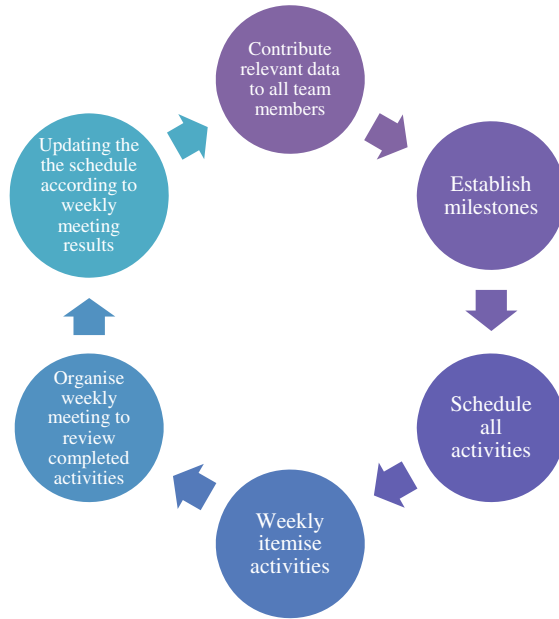 Contribute
relevant data
to all team
members
Establish
milestones
Schedule
all
activities
Weekly
itemise
activities
Organise
weekly
meeting to
review
completed
activities
Updating the
the schedule
according to
weekly
meeting
results